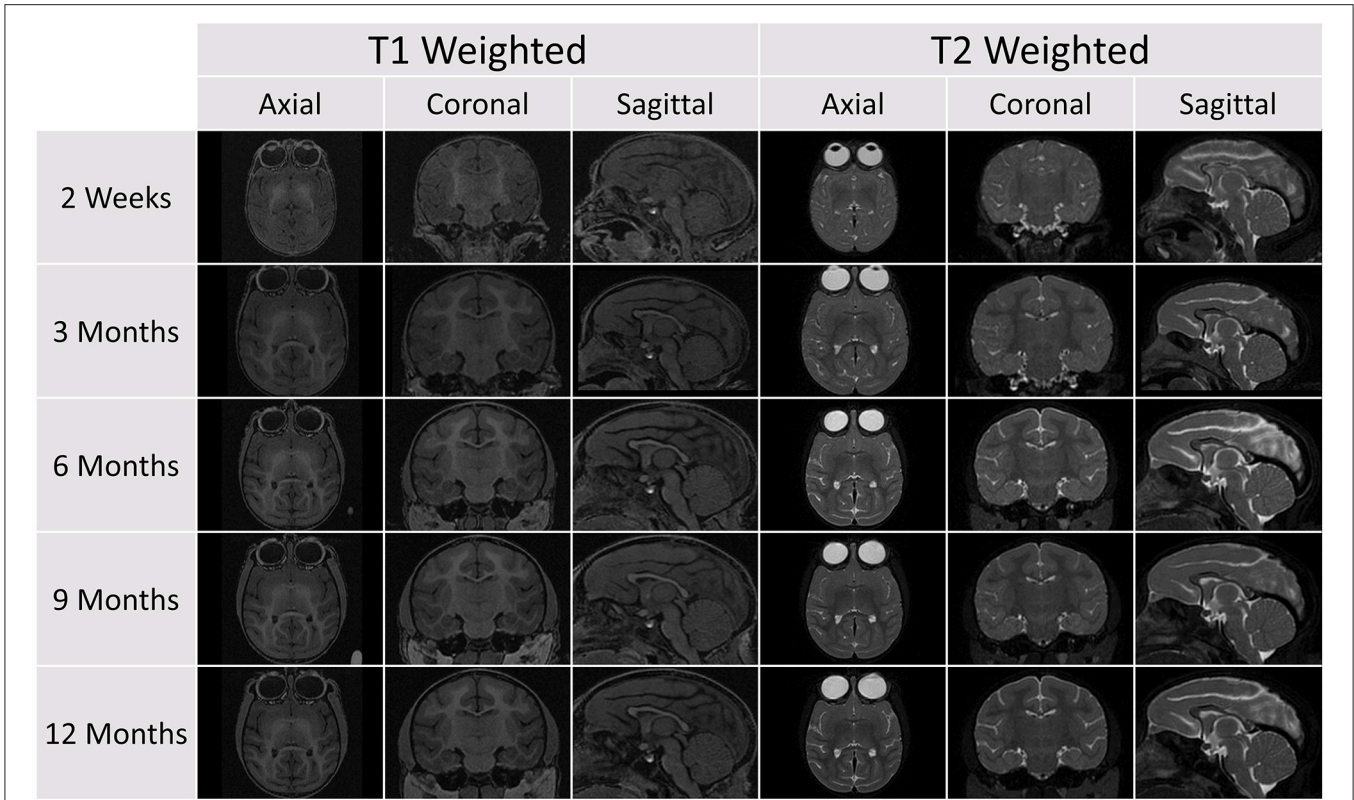 T1 Weighted T2 Weighted
Axial Coronal Sagittal Axial Coronal Sagittal
2 Weeks
3 Months
6 Months
9 Months
12 Months